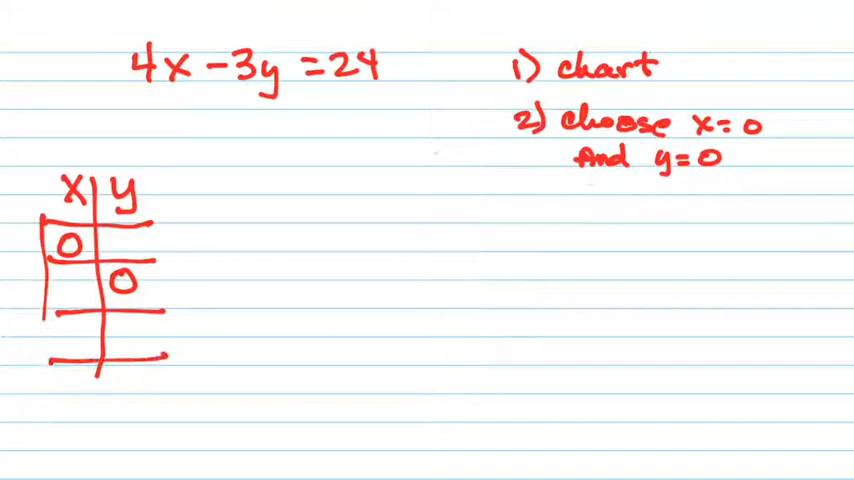 4x - 3y = 24
1) chart
2) choose x = 0
And y = 0
x y
0
0